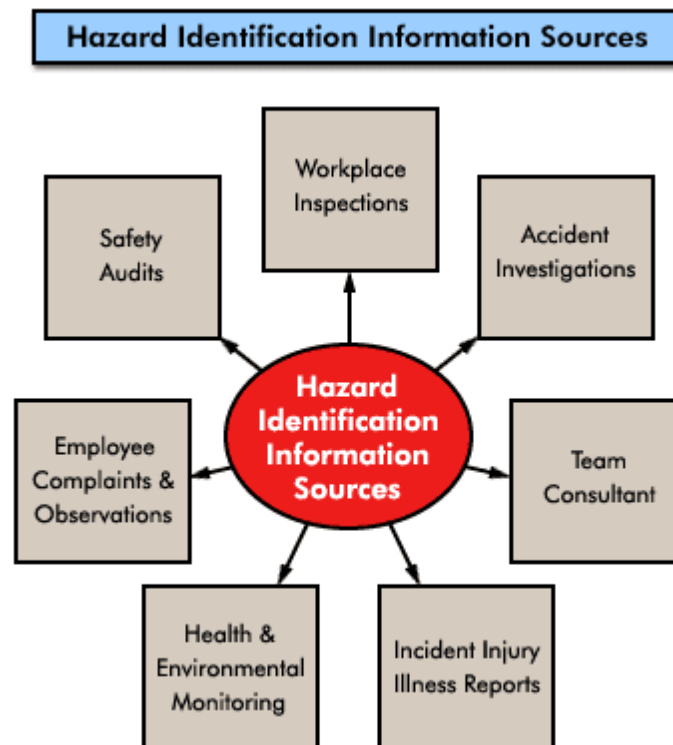 Hazard Identification Information Sources
Workplace
Inspections
Safety
Audits
Accident
Investigations
Hazard
Identification
Information
Sources
Employee
Complaints &
Observations
Team
Consultant
Health &
Environmental
Monitoring
Incident Injury
Illness Reports